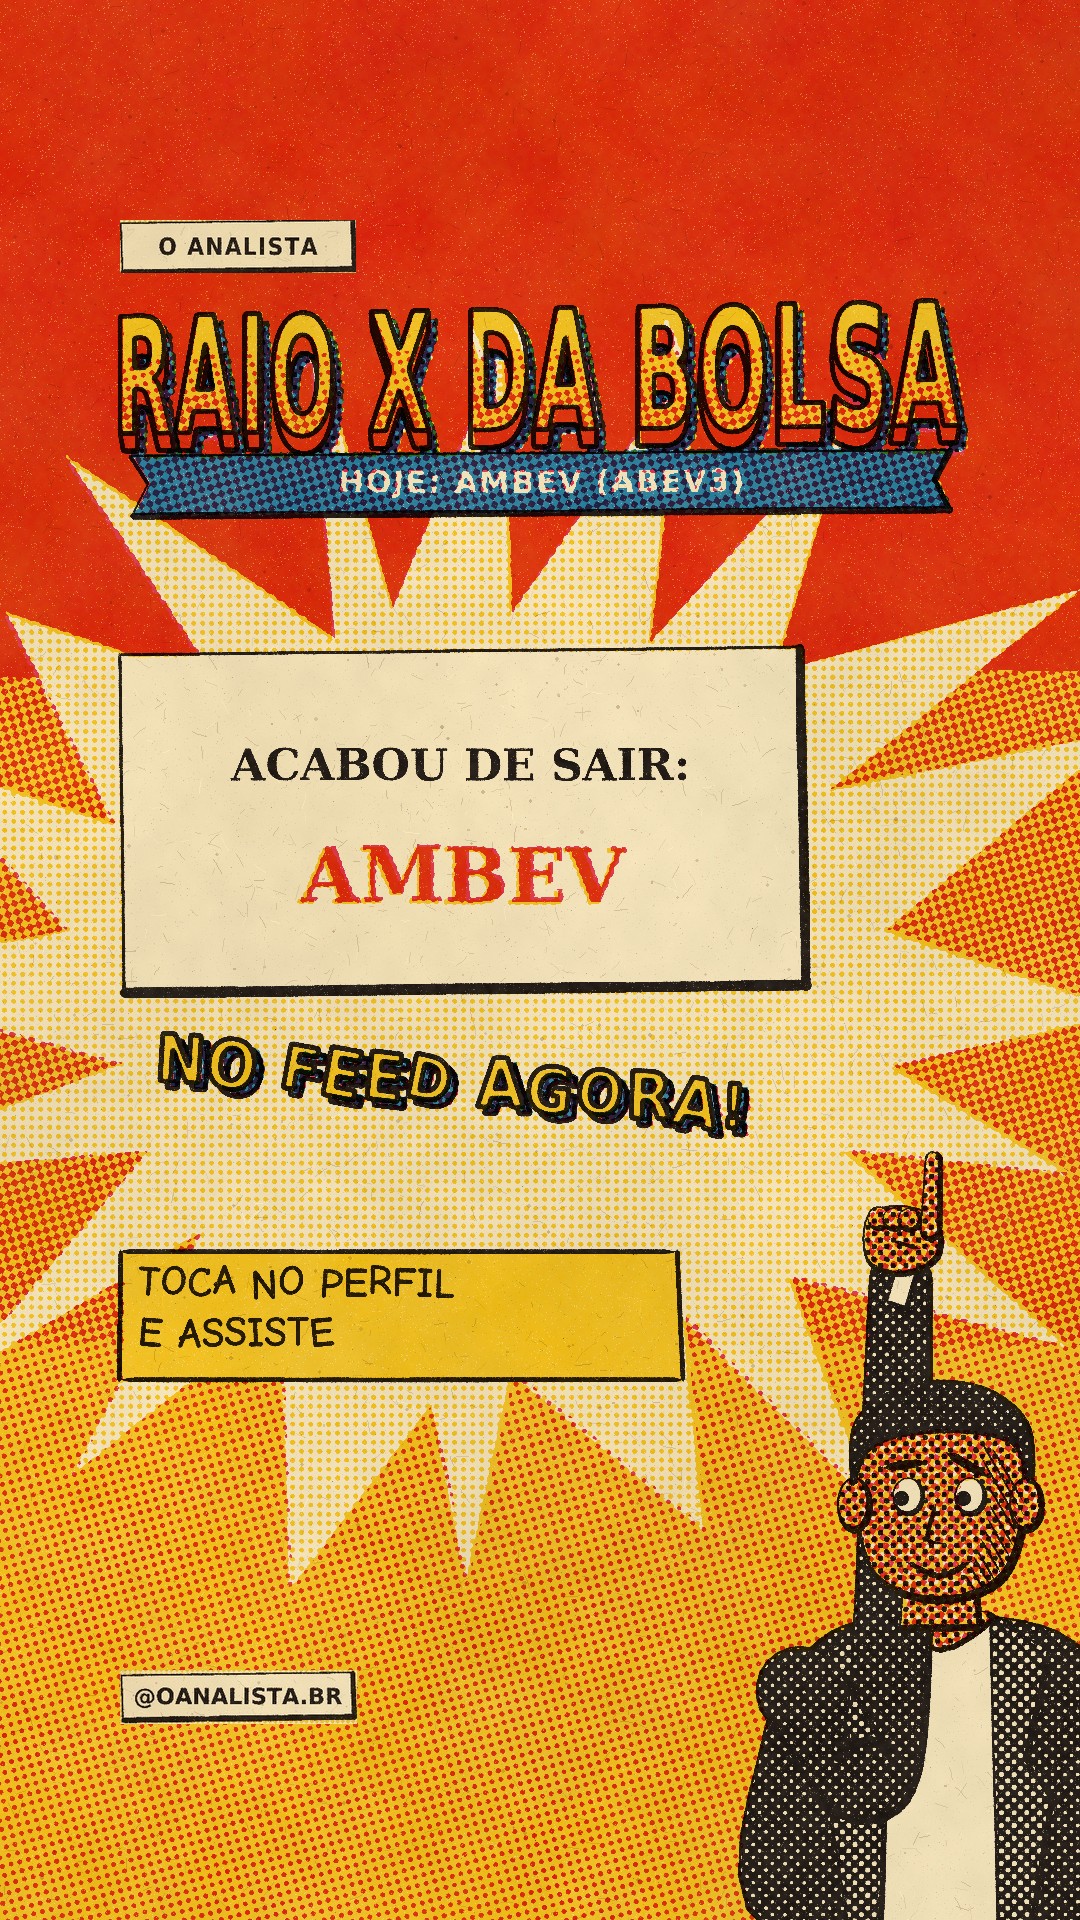 O ANALISTA
RAIO X DA BOLSA
HOJE: AMBEV (ABEV3)
ACABOU DE SAIR:
AMBEV
NO FEED AGORA!
TOCA NO PERFIL
E ASSISTE
@OANALISTA.BR